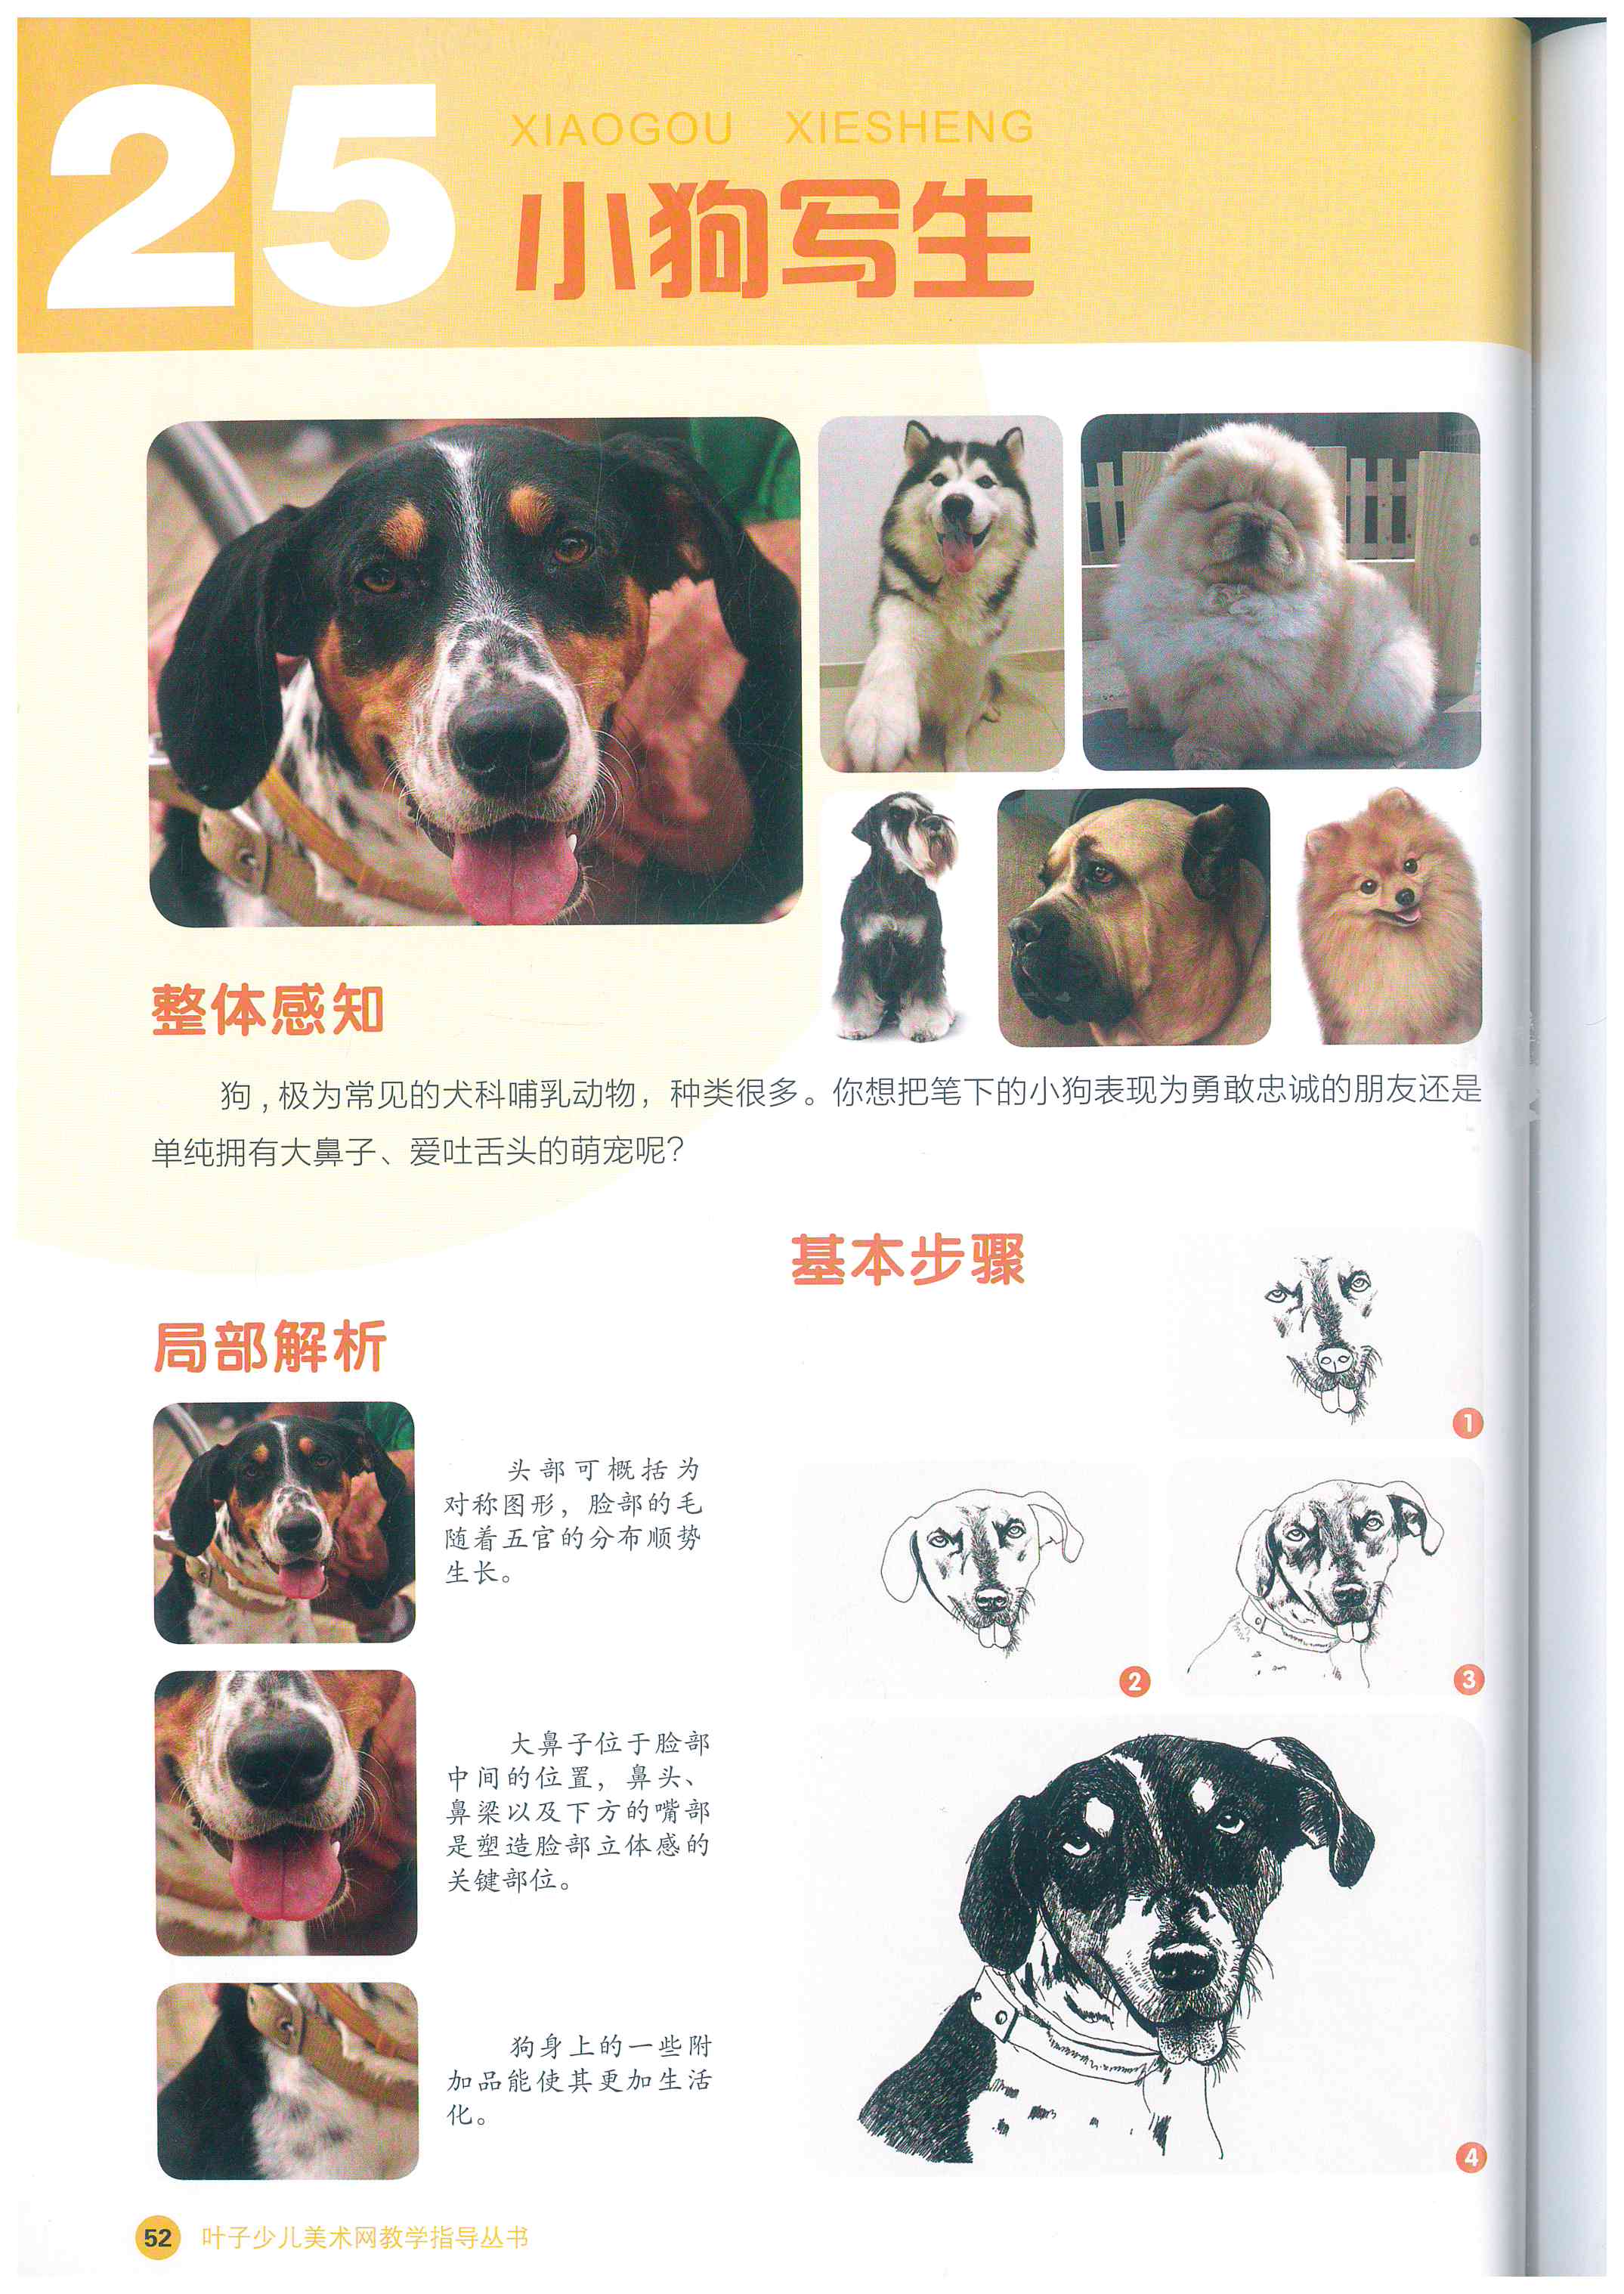 25
XIAOGOU XIESHENG
小狗写生
整体感知
狗，极为常见的犬科哺乳动物，种类很多。你想把笔下的小狗表现为勇敢忠诚的朋友还是
单纯拥有大鼻子、爱吐舌头的萌宠呢？
局部解析
头部可概括为
对称图形，脸部的毛
随着五官的分布顺势
生长。
大鼻子位于脸部
中间的位置，鼻头、
鼻梁以及下方的嘴部
是塑造脸部立体感的
关键部位。
狗身上的一些附
加品能使其更加生活
化。
基本步骤
1
2
3
4
52 叶子少儿美术网教学指导丛书